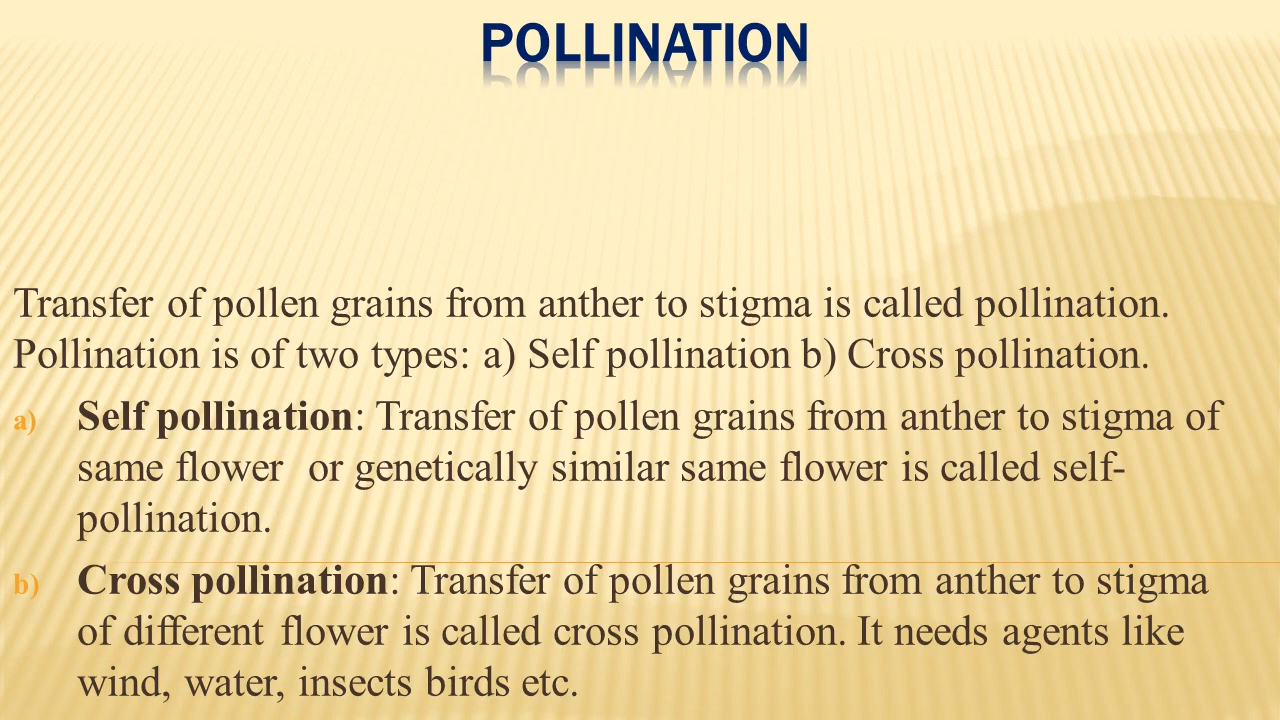 POLLINATION
Transfer of pollen grains from anther to stigma is called pollination.
Pollination is of two types: a) Self pollination b) Cross pollination.
a) Self pollination: Transfer of pollen grains from anther to stigma of
same flower or genetically similar same flower is called self-
pollination.
b) Cross pollination: Transfer of pollen grains from anther to stigma
of different flower is called cross pollination. It needs agents like
wind, water, insects birds etc.